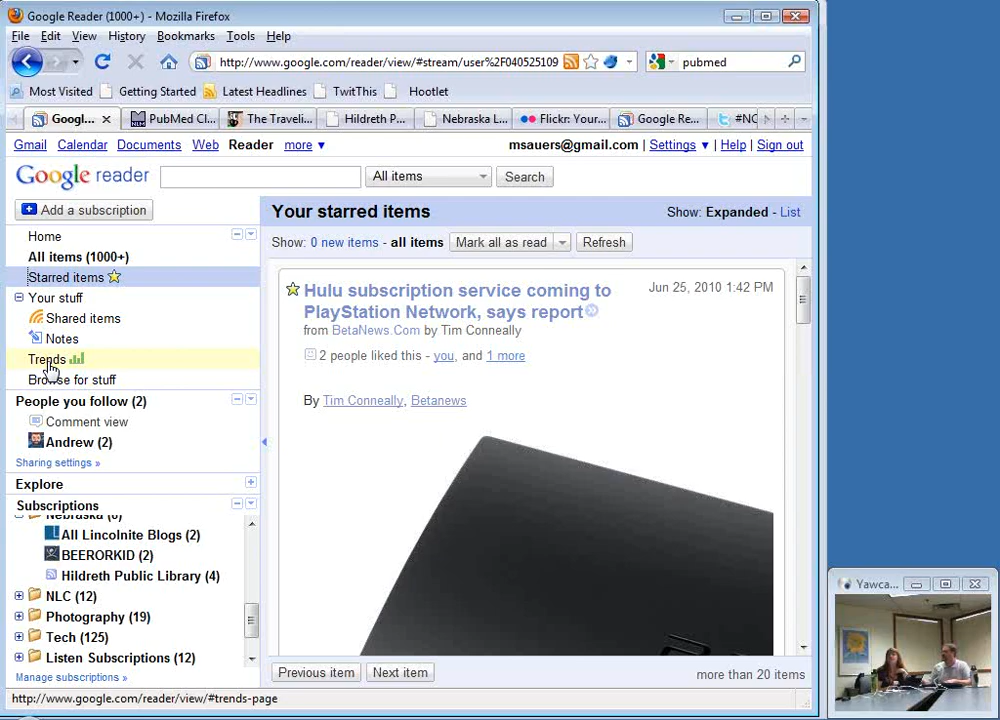 Google Reader (1000+) - Mozilla Firefox
File Edit View History Bookmarks Tools Help
http://www.google.com/reader/view/#stream/user%2F040525109
pubmed
Most Visited Getting Started Latest Headlines TwitThis Hootlet
Googl... PubMed Cl... The Traveli... Hildreth P... Nebraska L... Flickr: Your... Google Re... #NC
Gmail Calendar Documents Web Reader more ▼ msauers@gmail.com | Settings ▼ | Help | Sign out
Google reader All items Search
Add a subscription
Your starred items
Show: Expanded - List
Home
All items (1000+)
Starred items
Your stuff
Shared items
Notes
Trends
Browse for stuff
People you follow (2)
Comment view
Andrew (2)
Sharing settings »
Explore
Subscriptions
Nebraska (6)
All Lincolnite Blogs (2)
BEERORKID (2)
Hildreth Public Library (4)
NLC (12)
Photography (19)
Tech (125)
Listen Subscriptions (12)
Manage subscriptions »
Show: 0 new items - all items Mark all as read Refresh
Hulu subscription service coming to
PlayStation Network, says report
Jun 25, 2010 1:42 PM
from BetaNews.Com by Tim Conneally
2 people liked this - you, and 1 more
By Tim Conneally, Betanews
Previous item Next item more than 20 items
http://www.google.com/reader/view/#trends-page
Yawca...